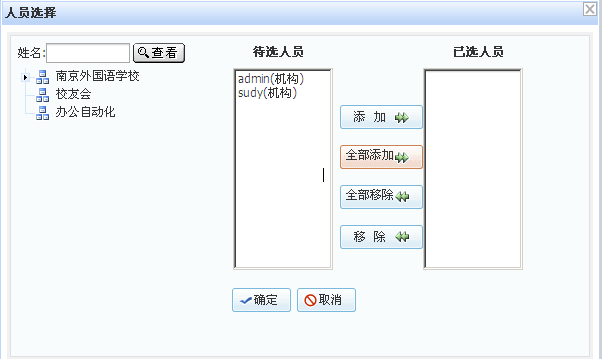 人员选择
姓名: 查看
南京外国语学校
校友会
办公自动化
待选人员
admin(机构)
sudy(机构)
添 加
全部添加
全部移除
移 除
已选人员
确定
取消